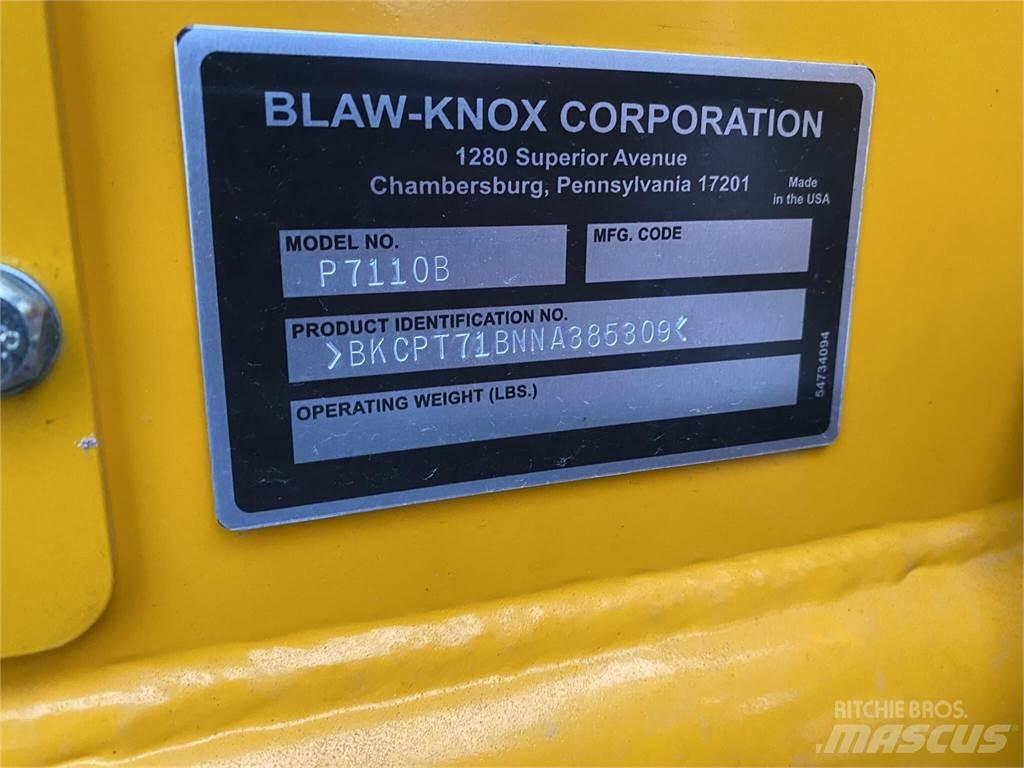 BLAW-KNOX CORPORATION
1280 Superior Avenue
Chambersburg, Pennsylvania 17201
Made
in the USA
MODEL NO.
P7110B
MFG. CODE
PRODUCT IDENTIFICATION NO.
>BKCPT71BNNA385309<
OPERATING WEIGHT (LBS.)
54734094
RITCHIE BROS.
MASCUS